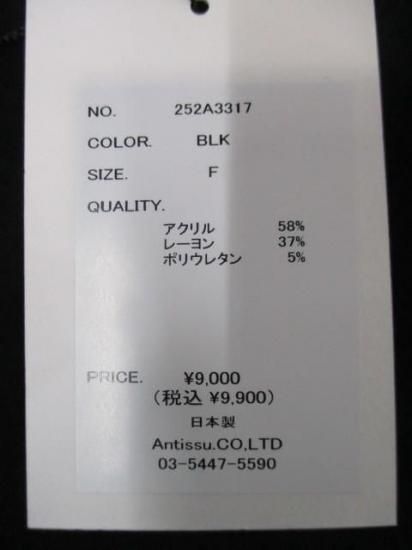 NO. 252A3317
COLOR. BLK
SIZE. F
QUALITY.
アクリル 58%
レーヨン 37%
ポリウレタン 5%
PRICE. ¥9,000
(税込 ¥9,900)
日本製
Antissu.CO,LTD
03-5447-5590